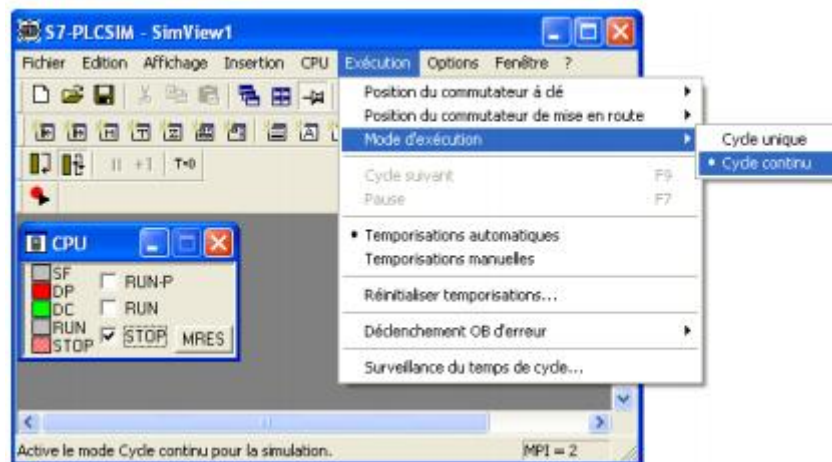 S7-PLCSIM - SimView1
Fichier Edition Affichage Insertion CPU Exécution Options Fenêtre ?
T=0
Position du commutateur à clé
Position du commutateur de mise en route
Mode d'exécution
Cycle unique
Cycle continu
Cycle suivant F9
Pause F7
Temporisations automatiques
Temporisations manuelles
Réinitialiser temporisations...
Déclenchement OB d'erreur
Surveillance du temps de cycle...
CPU
SF
DP
DC
RUN
STOP
RUN-P
RUN
STOP
MRES
Active le mode Cycle continu pour la simulation.
MPI = 2